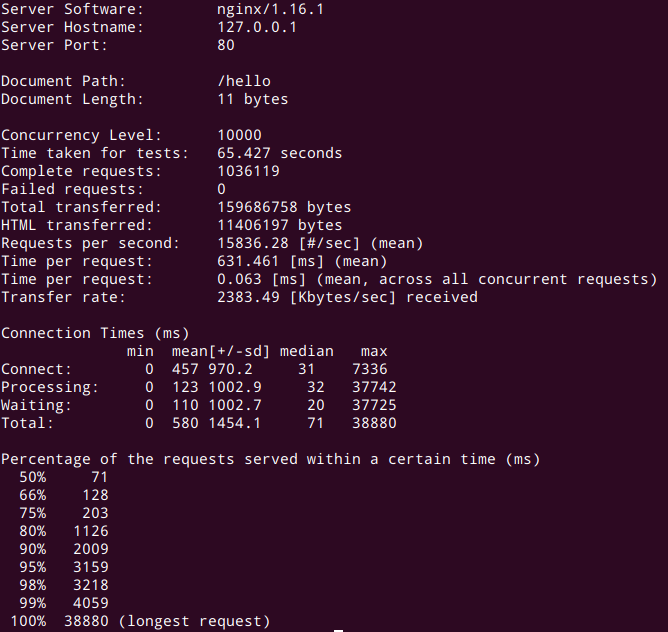 Server Software: nginx/1.16.1
Server Hostname: 127.0.0.1
Server Port: 80
Document Path: /hello
Document Length: 11 bytes
Concurrency Level: 10000
Time taken for tests: 65.427 seconds
Complete requests: 1036119
Failed requests: 0
Total transferred: 159686758 bytes
HTML transferred: 11406197 bytes
Requests per second: 15836.28 [#/sec] (mean)
Time per request: 631.461 [ms] (mean)
Time per request: 0.063 [ms] (mean, across all concurrent requests)
Transfer rate: 2383.49 [Kbytes/sec] received
Connection Times (ms)
min mean[+/-sd] median max
Connect: 0 457 970.2 31 7336
Processing: 0 123 1002.9 32 37742
Waiting: 0 110 1002.7 20 37725
Total: 0 580 1454.1 71 38880
Percentage of the requests served within a certain time (ms)
50% 71
66% 128
75% 203
80% 1126
90% 2009
95% 3159
98% 3218
99% 4059
100% 38880 (longest request)